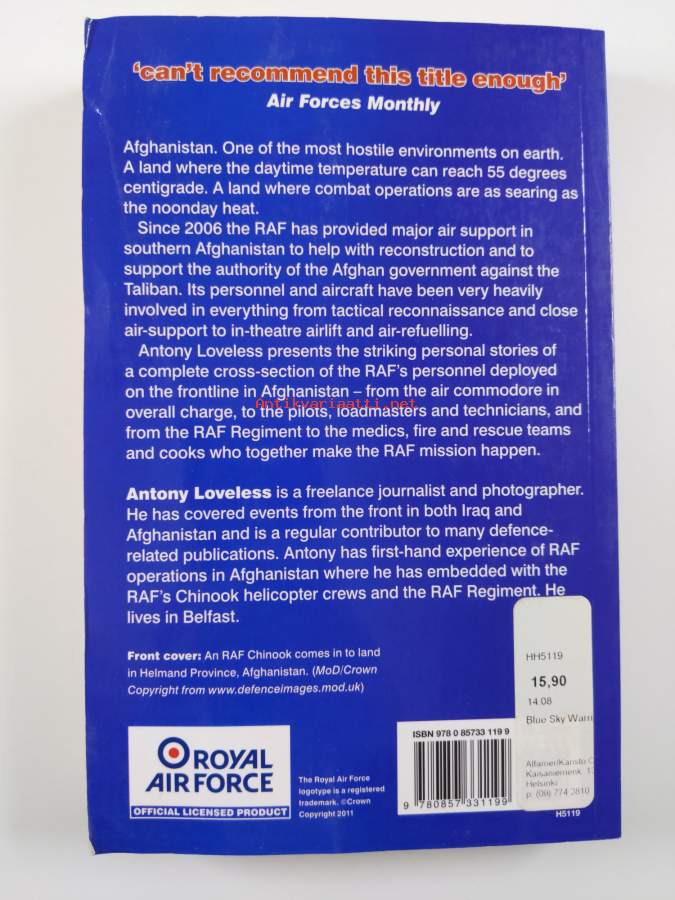 ‘can’t recommend this title enough’
Air Forces Monthly
Afghanistan. One of the most hostile environments on earth.
A land where the daytime temperature can reach 55 degrees
centigrade. A land where combat operations are as searing as
the noonday heat.
Since 2006 the RAF has provided major air support in
southern Afghanistan to help with reconstruction and to
support the authority of the Afghan government against the
Taliban. Its personnel and aircraft have been very heavily
involved in everything from tactical reconnaissance and close
air-support to in-theatre airlift and air-refuelling.
Antony Loveless presents the striking personal stories of
a complete cross-section of the RAF’s personnel deployed
on the frontline in Afghanistan – from the air commodore in
Antikvariaatti.net
overall charge, to the pilots, loadmasters and technicians, and
from the RAF Regiment to the medics, fire and rescue teams
and cooks who together make the RAF mission happen.
Antony Loveless is a freelance journalist and photographer.
He has covered events from the front in both Iraq and
Afghanistan and is a regular contributor to many defence-
related publications. Antony has first-hand experience of RAF
operations in Afghanistan where he has embedded with the
RAF’s Chinook helicopter crews and the RAF Regiment. He
lives in Belfast.
Front cover: An RAF Chinook comes in to land
in Helmand Province, Afghanistan. (MoD/Crown
Copyright from www.defenceimages.mod.uk)
ROYAL
AIR FORCE
OFFICIAL LICENSED PRODUCT
The Royal Air Force
logotype is a registered
trademark. ©Crown
Copyright 2011
ISBN 978 0 85733 119 9
9 780857 331199
HH5119
15,90
14.08
Blue Sky Warri
Kaisaniemenk.
Helsinki
p. (09) 774 3810
H5119